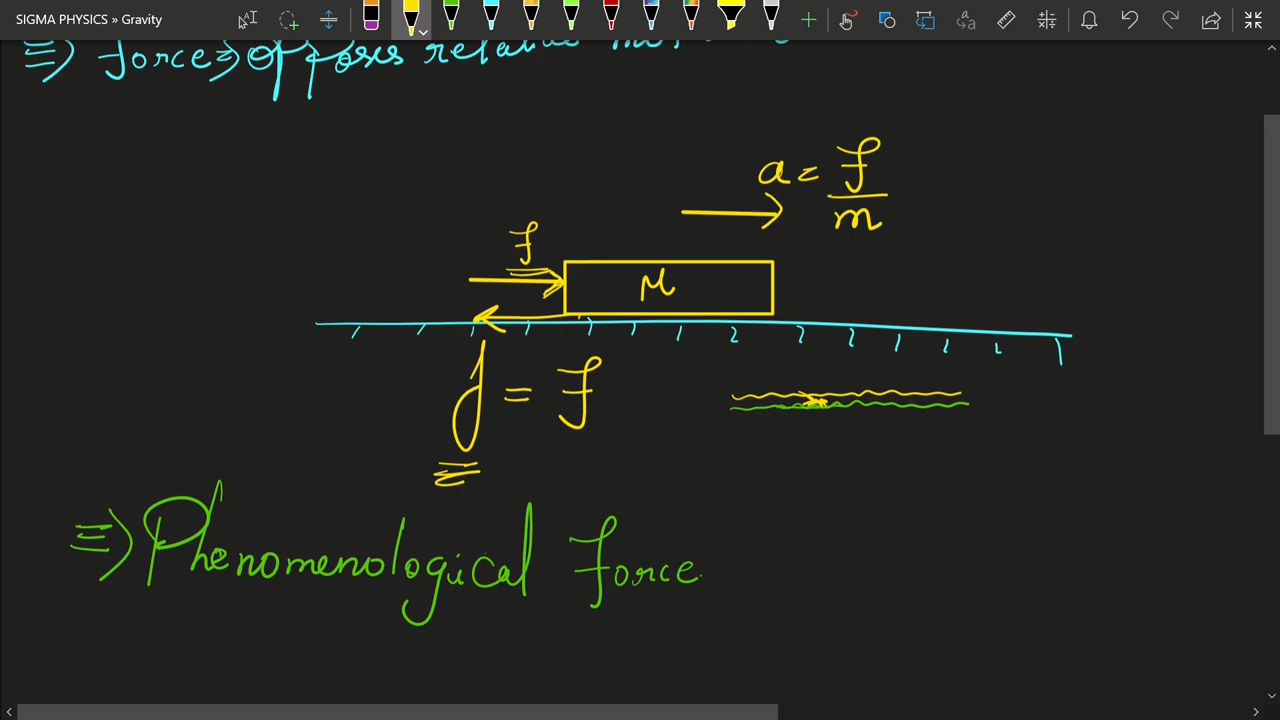 SIGMA PHYSICS » Gravity
⇒ force ⇒ opposes relative
a = F/m
F
M
f = F
⇒ Phenomenological force